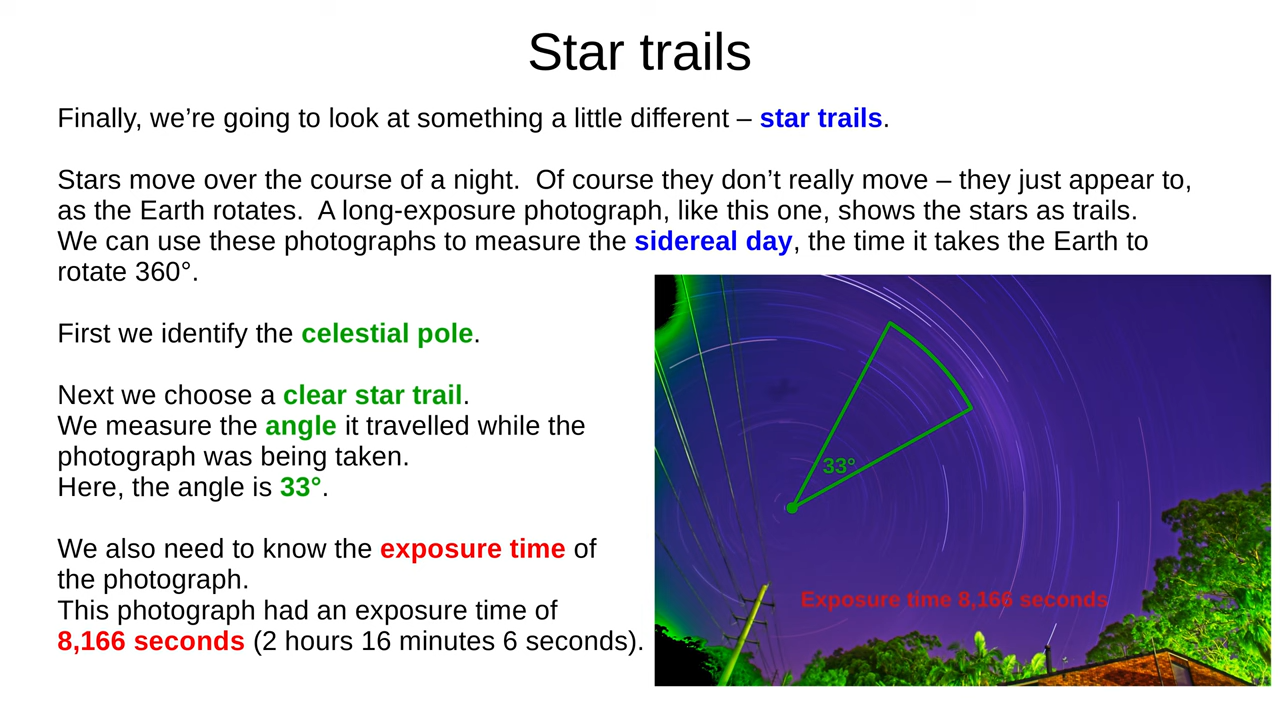 Star trails
Finally, we’re going to look at something a little different – star trails.
Stars move over the course of a night.  Of course they don’t really move – they just appear to,
as the Earth rotates.  A long-exposure photograph, like this one, shows the stars as trails.
We can use these photographs to measure the sidereal day, the time it takes the Earth to
rotate 360°.
First we identify the celestial pole.
Next we choose a clear star trail.
We measure the angle it travelled while the
photograph was being taken.
Here, the angle is 33°.
We also need to know the exposure time of
the photograph.
This photograph had an exposure time of
8,166 seconds (2 hours 16 minutes 6 seconds).
33°
Exposure time 8,166 seconds